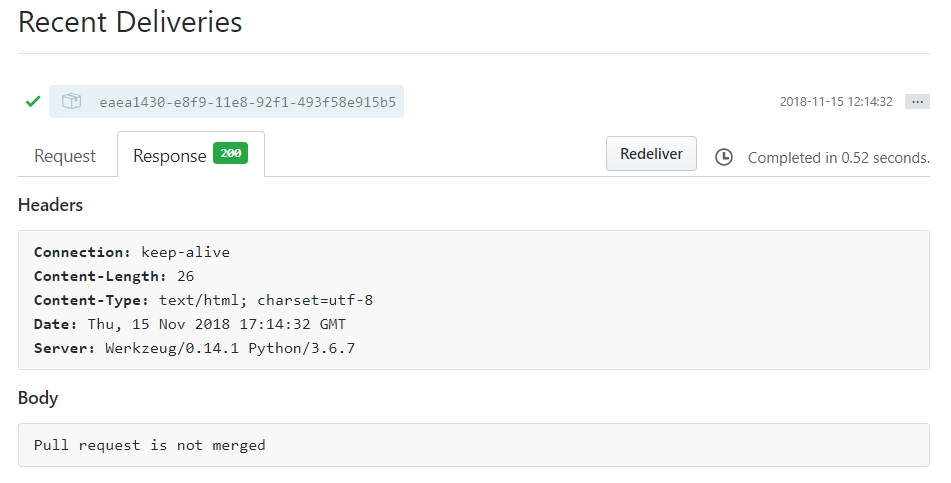 Recent Deliveries
eaea1430-e8f9-11e8-92f1-493f58e915b5 2018-11-15 12:14:32 ...
Request Response 200 Redeliver Completed in 0.52 seconds.
Headers
Connection: keep-alive
Content-Length: 26
Content-Type: text/html; charset=utf-8
Date: Thu, 15 Nov 2018 17:14:32 GMT
Server: Werkzeug/0.14.1 Python/3.6.7
Body
Pull request is not merged